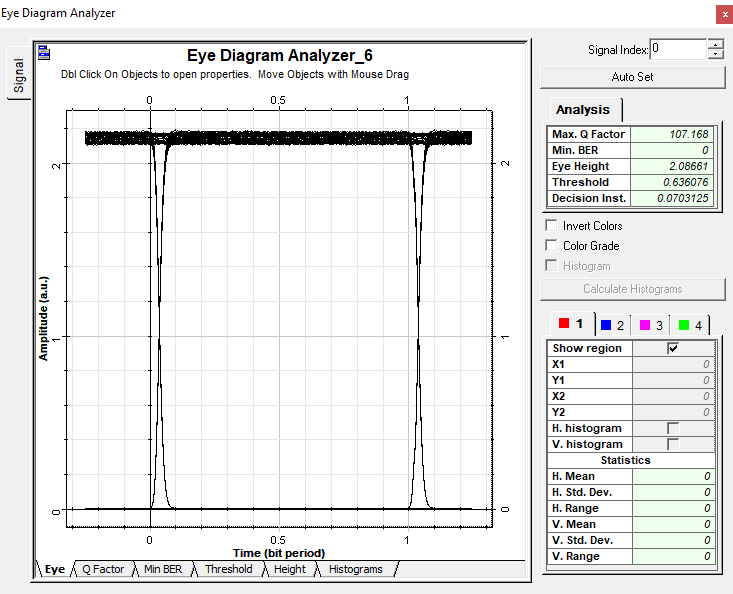 Eye Diagram Analyzer
x
Signal
Eye Diagram Analyzer_6
Dbl Click On Objects to open properties. Move Objects with Mouse Drag
0 0.5 1
2 2
1 1
0 0
Amplitude (a.u.)
0 0.5 1
Time (bit period)
Eye Q Factor Min BER Threshold Height Histograms
Signal Index: 0
Auto Set
Analysis
Max. Q Factor 107.168
Min. BER 0
Eye Height 2.08661
Threshold 0.636076
Decision Inst. 0.0703125
Invert Colors
Color Grade
Histogram
Calculate Histograms
1 2 3 4
Show region
X1 0
Y1 0
X2 0
Y2 0
H. histogram
V. histogram
Statistics
H. Mean 0
H. Std. Dev. 0
H. Range 0
V. Mean 0
V. Std. Dev. 0
V. Range 0